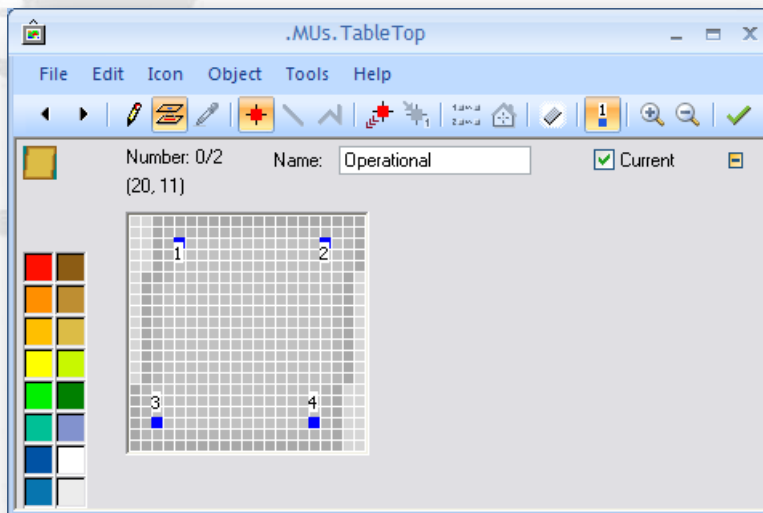 .MUs.TableTop
File Edit Icon Object Tools Help
1
Number: 0/2 Name: Operational Current
(20, 11)
1 2
3 4